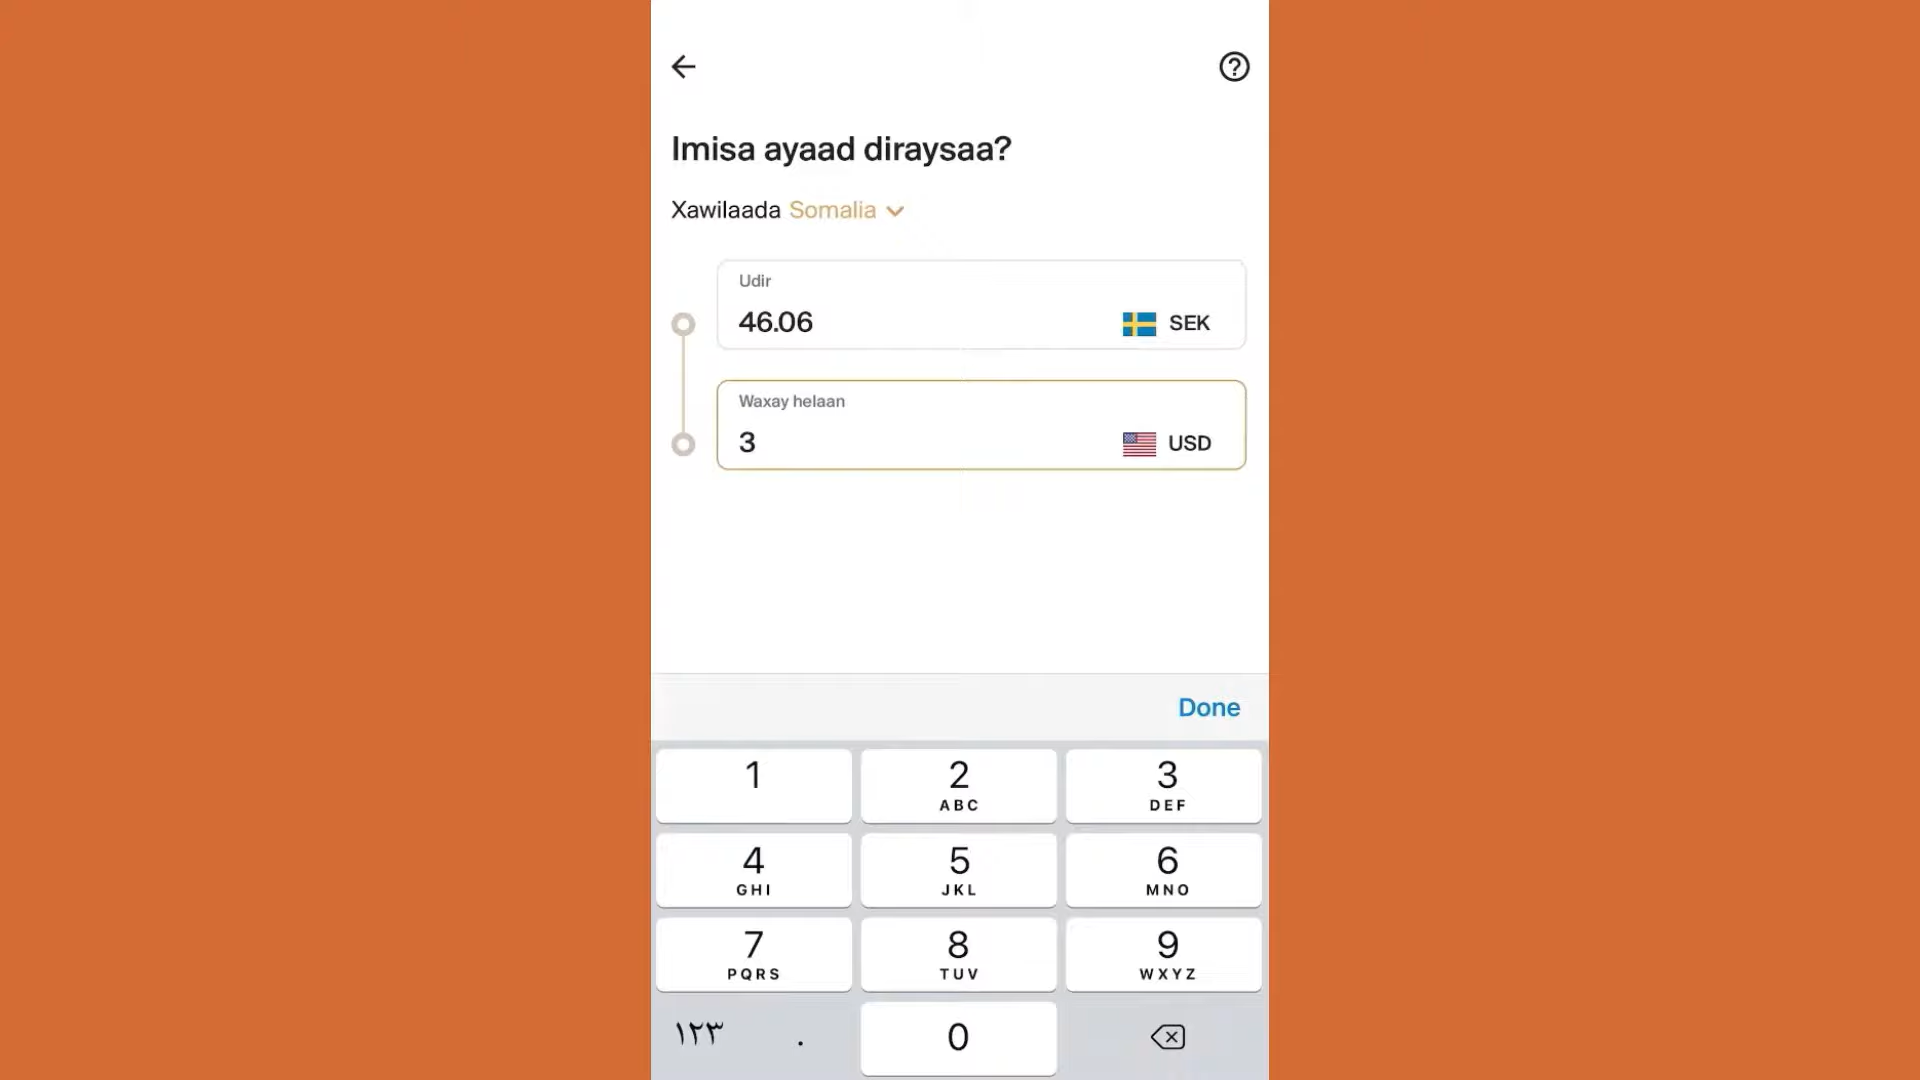 Imisa ayaad diraysaa?
Xawilaada Somalia
Udir
46.06 SEK
Waxay helaan
3 USD
Done
1 2 3
ABC DEF
4 5 6
GHI JKL MNO
7 8 9
PQRS TUV WXYZ
١٢٣ . 0